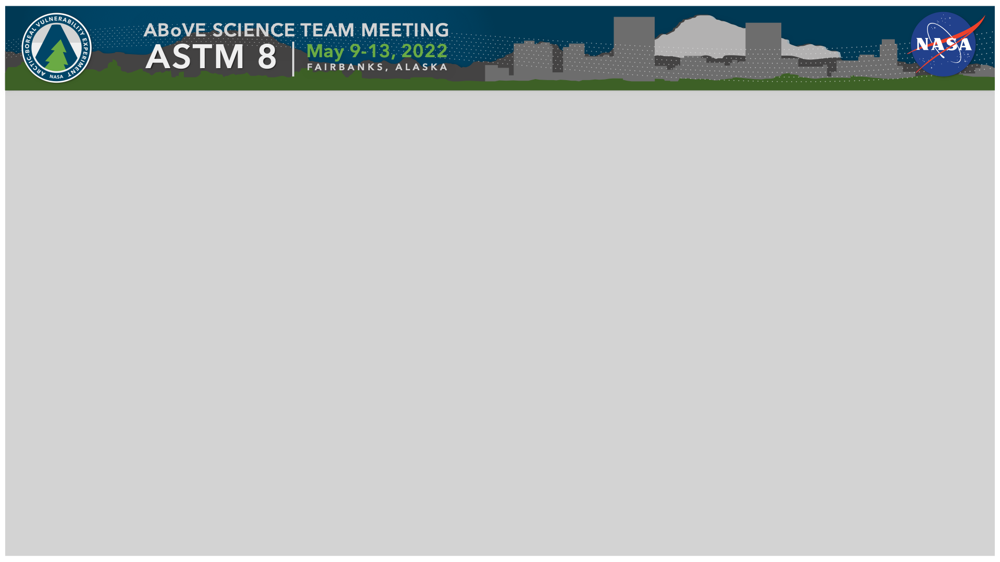 ARCTIC-BOREAL VULNERABILITY EXPERIMENT
NASA
ABoVE SCIENCE TEAM MEETING
ASTM 8
May 9-13, 2022
FAIRBANKS, ALASKA
NASA